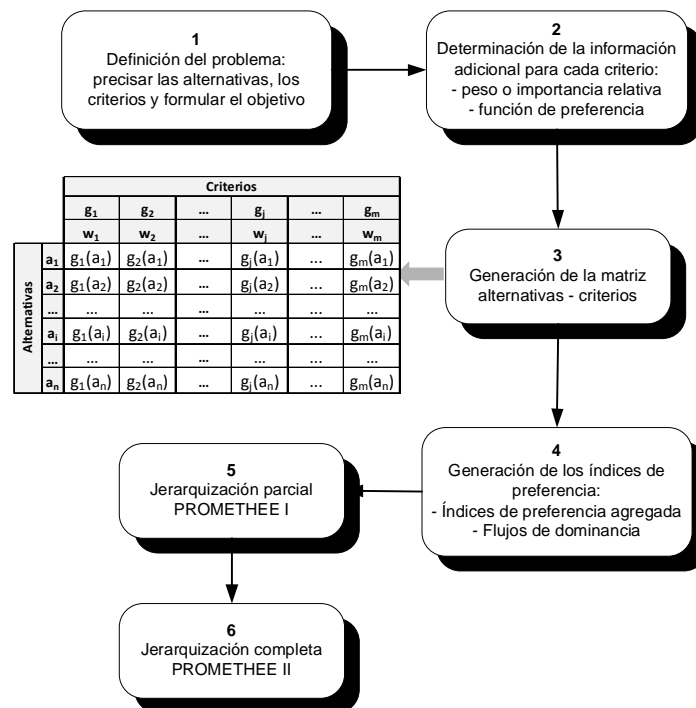 1
Definición del problema:
precisar las alternativas, los
criterios y formular el objetivo
2
Determinación de la información
adicional para cada criterio:
- peso o importancia relativa
- función de preferencia
Criterios
g₁ g₂ ... gⱼ ... gₘ
w₁ w₂ ... wⱼ ... wₘ
Alternativas
a₁ g₁(a₁) g₂(a₁) ... gⱼ(a₁) ... gₘ(a₁)
a₂ g₁(a₂) g₂(a₂) ... gⱼ(a₂) ... gₘ(a₂)
... ... ... ... ... ... ...
aᵢ g₁(aᵢ) g₂(aᵢ) ... gⱼ(aᵢ) ... gₘ(aᵢ)
... ... ... ... ... ... ...
aₙ g₁(aₙ) g₂(aₙ) ... gⱼ(aₙ) ... gₘ(aₙ)
3
Generación de la matriz
alternativas - criterios
4
Generación de los índices de
preferencia:
- Índices de preferencia agregada
- Flujos de dominancia
5
Jerarquización parcial
PROMETHEE I
6
Jerarquización completa
PROMETHEE II